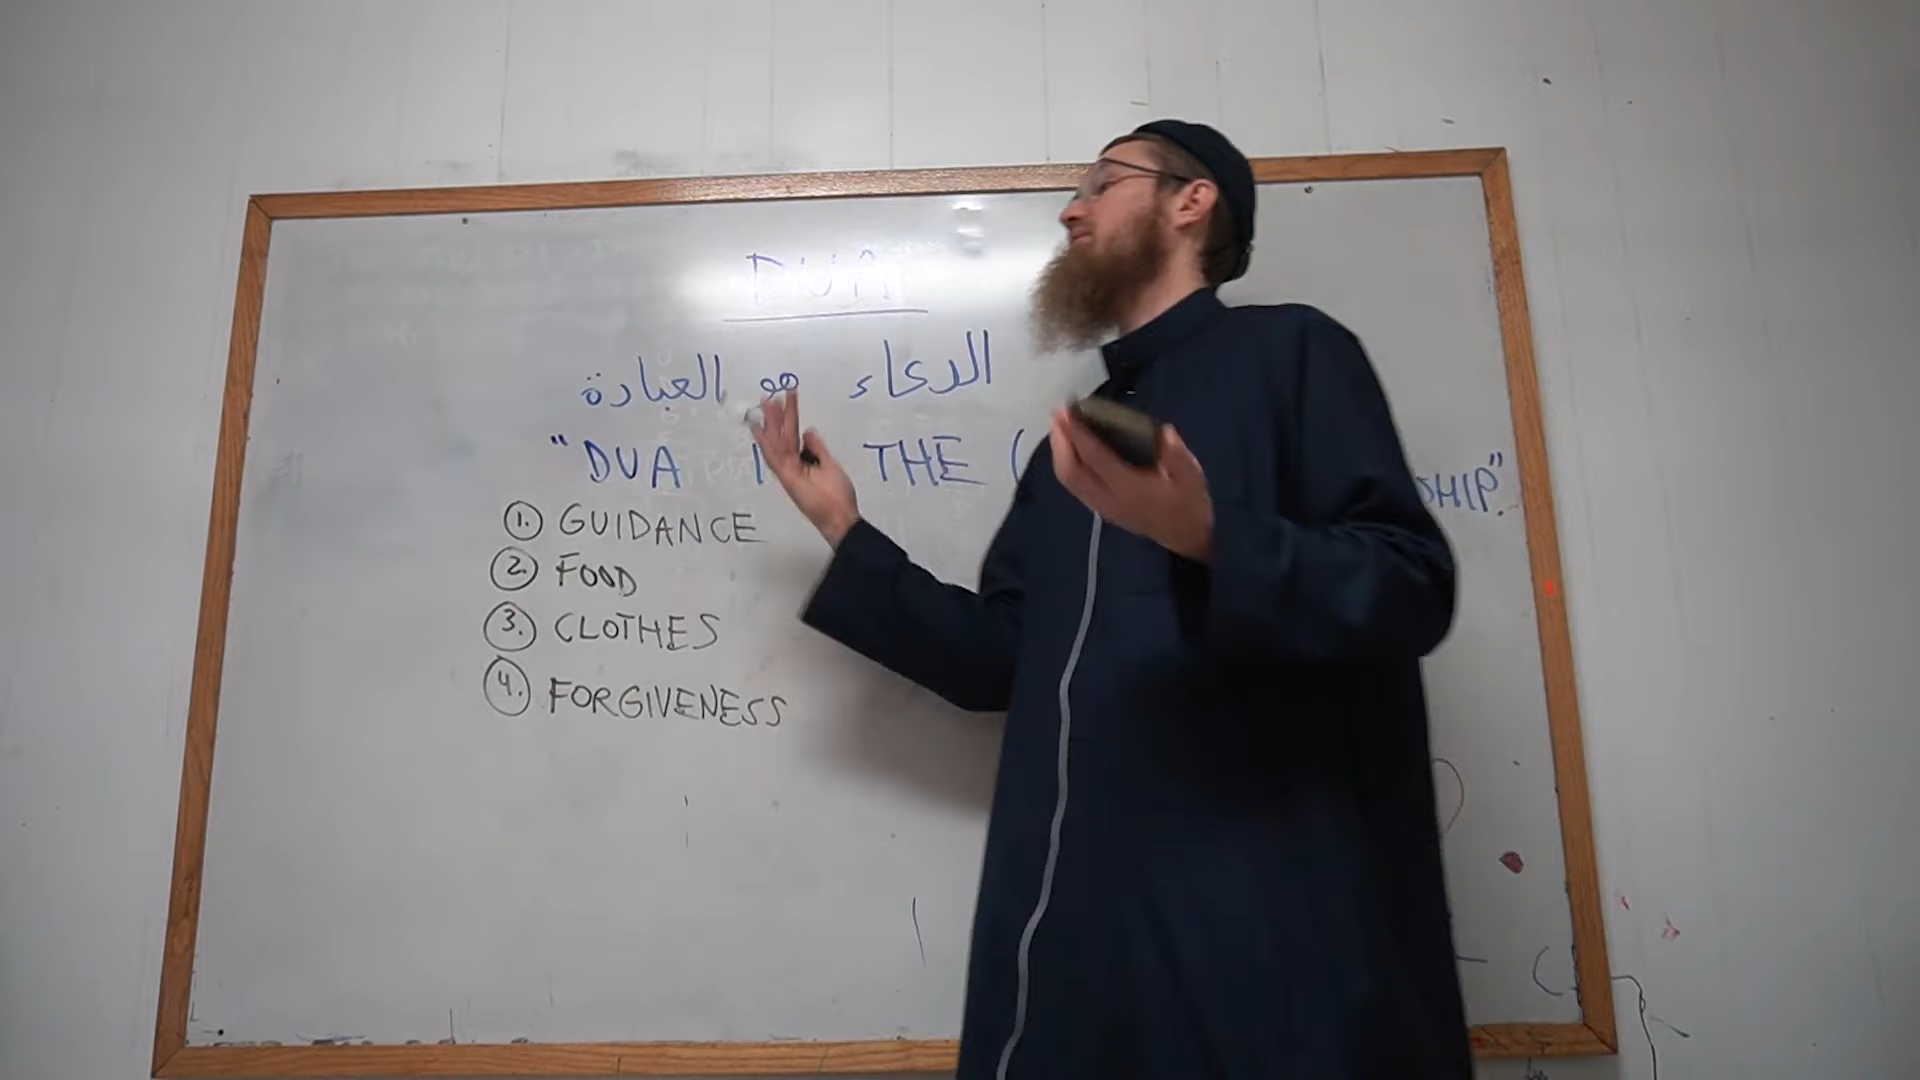 DUA
الدعاء هو العبادة
"DUA THE SHIP".
1. GUIDANCE
2. FOOD
3. CLOTHES
4. FORGIVENESS